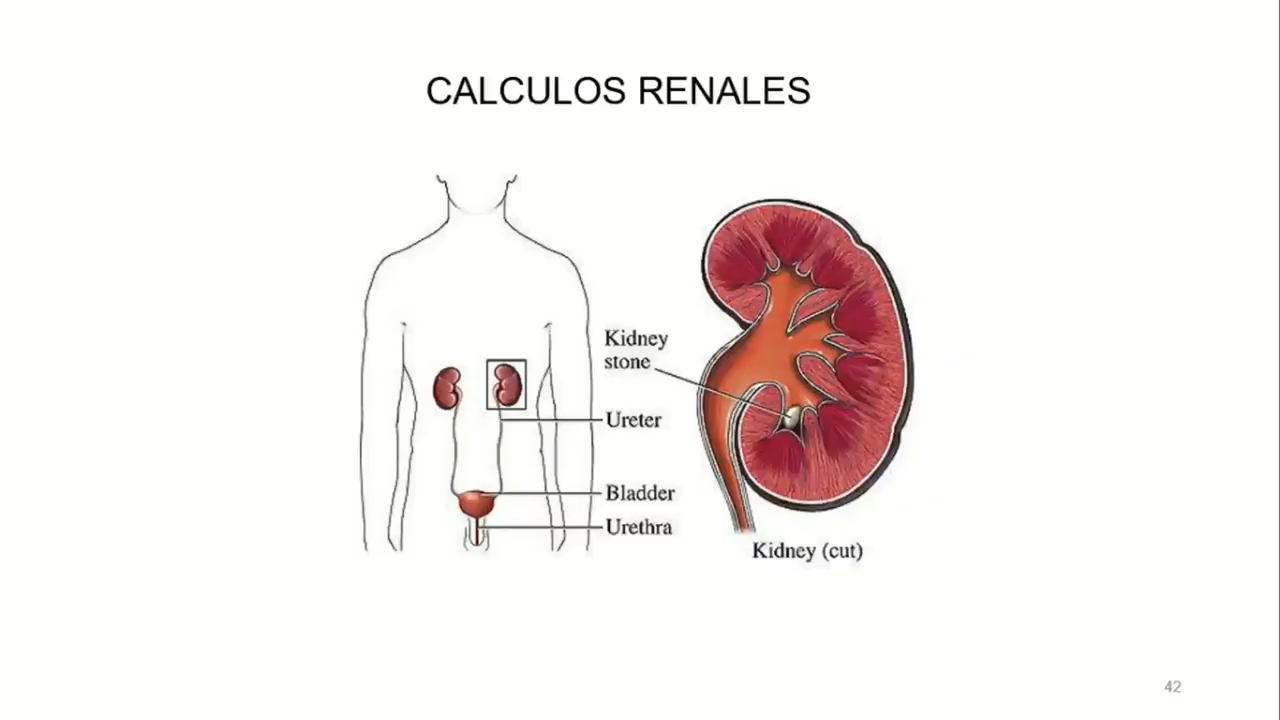 CALCULOS RENALES
Kidney
stone
Ureter
Bladder
Urethra
Kidney (cut)
42